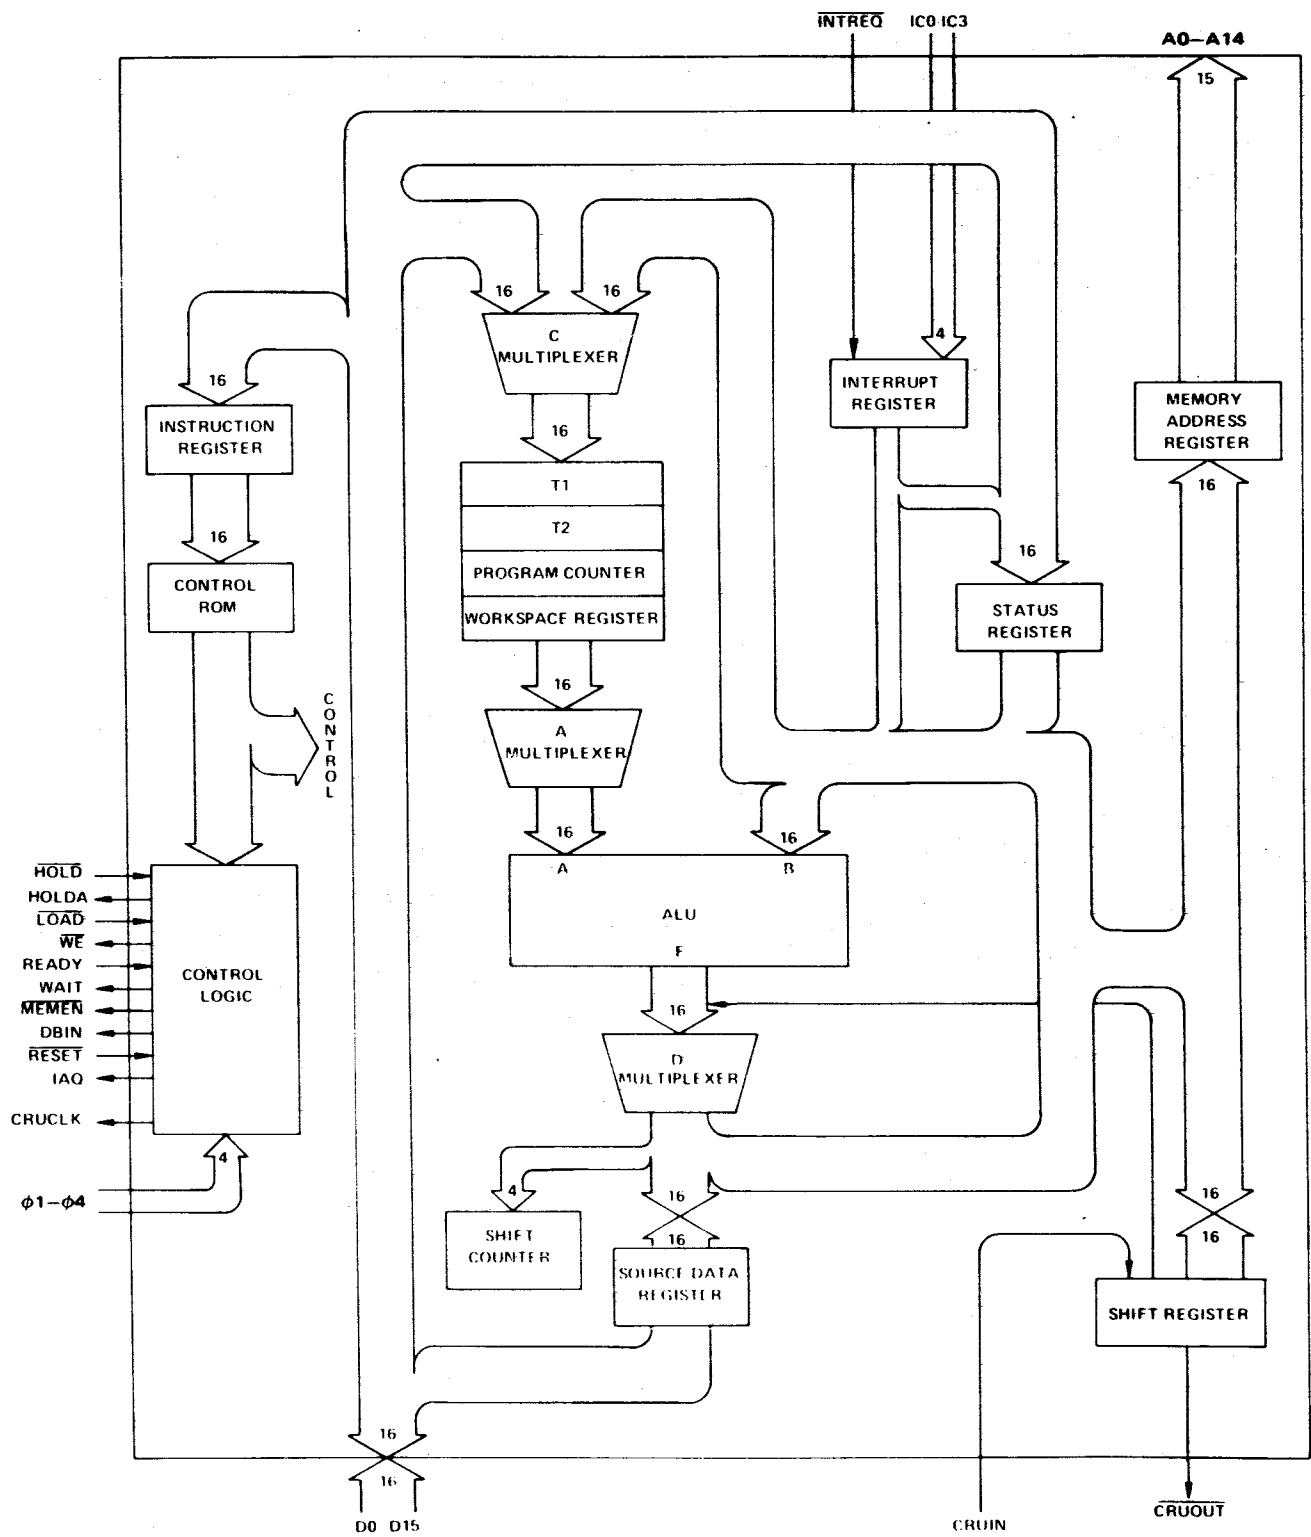 INTREQ IC0 IC3
A0–A14
15
16
16
C
MULTIPLEXER
16
INSTRUCTION
REGISTER
4
INTERRUPT
REGISTER
MEMORY
ADDRESS
REGISTER
16
16
T1
T2
PROGRAM COUNTER
WORKSPACE REGISTER
16
CONTROL
ROM
16
STATUS
REGISTER
16
CONTROL
A
MULTIPLEXER
16
16
A
B
ALU
F
HOLD
HOLDA
LOAD
WE
READY
WAIT
MEMEN
DBIN
RESET
IAQ
CRUCLK
CONTROL
LOGIC
16
D
MULTIPLEXER
4
ϕ1–ϕ4
4
SHIFT
COUNTER
16
16
SOURCE DATA
REGISTER
16
16
SHIFT REGISTER
16
16
D0 D15
CRUIN
CRUOUT